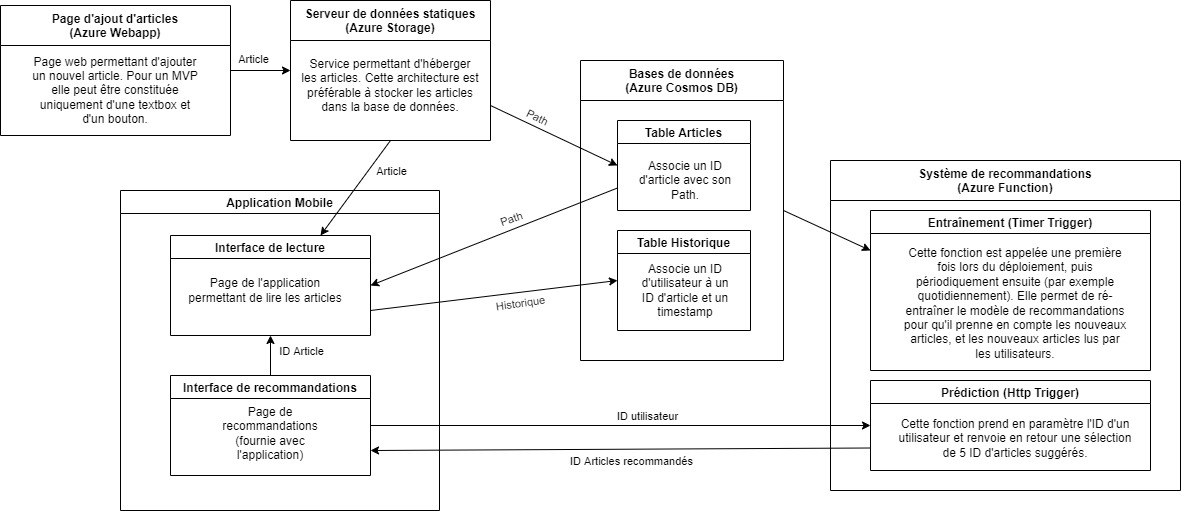 Page d'ajout d'articles
(Azure Webapp)
Page web permettant d'ajouter
un nouvel article. Pour un MVP
elle peut être constituée
uniquement d'une textbox et
d'un bouton.
Article
Serveur de données statiques
(Azure Storage)
Service permettant d'héberger
les articles. Cette architecture est
préférable à stocker les articles
dans la base de données.
Path
Article
Bases de données
(Azure Cosmos DB)
Table Articles
Associe un ID
d'article avec son
Path.
Path
Table Historique
Associe un ID
d'utilisateur à un
ID d'article et un
timestamp
Historique
Application Mobile
Interface de lecture
Page de l'application
permettant de lire les articles
ID Article
Interface de recommandations
Page de
recommandations
(fournie avec
l'application)
ID utilisateur
ID Articles recommandés
Système de recommandations
(Azure Function)
Entraînement (Timer Trigger)
Cette fonction est appelée une première
fois lors du déploiement, puis
périodiquement ensuite (par exemple
quotidiennement). Elle permet de ré-
entraîner le modèle de recommandations
pour qu'il prenne en compte les nouveaux
articles, et les nouveaux articles lus par
les utilisateurs.
Prédiction (Http Trigger)
Cette fonction prend en paramètre l'ID d'un
utilisateur et renvoie en retour une sélection
de 5 ID d'articles suggérés.